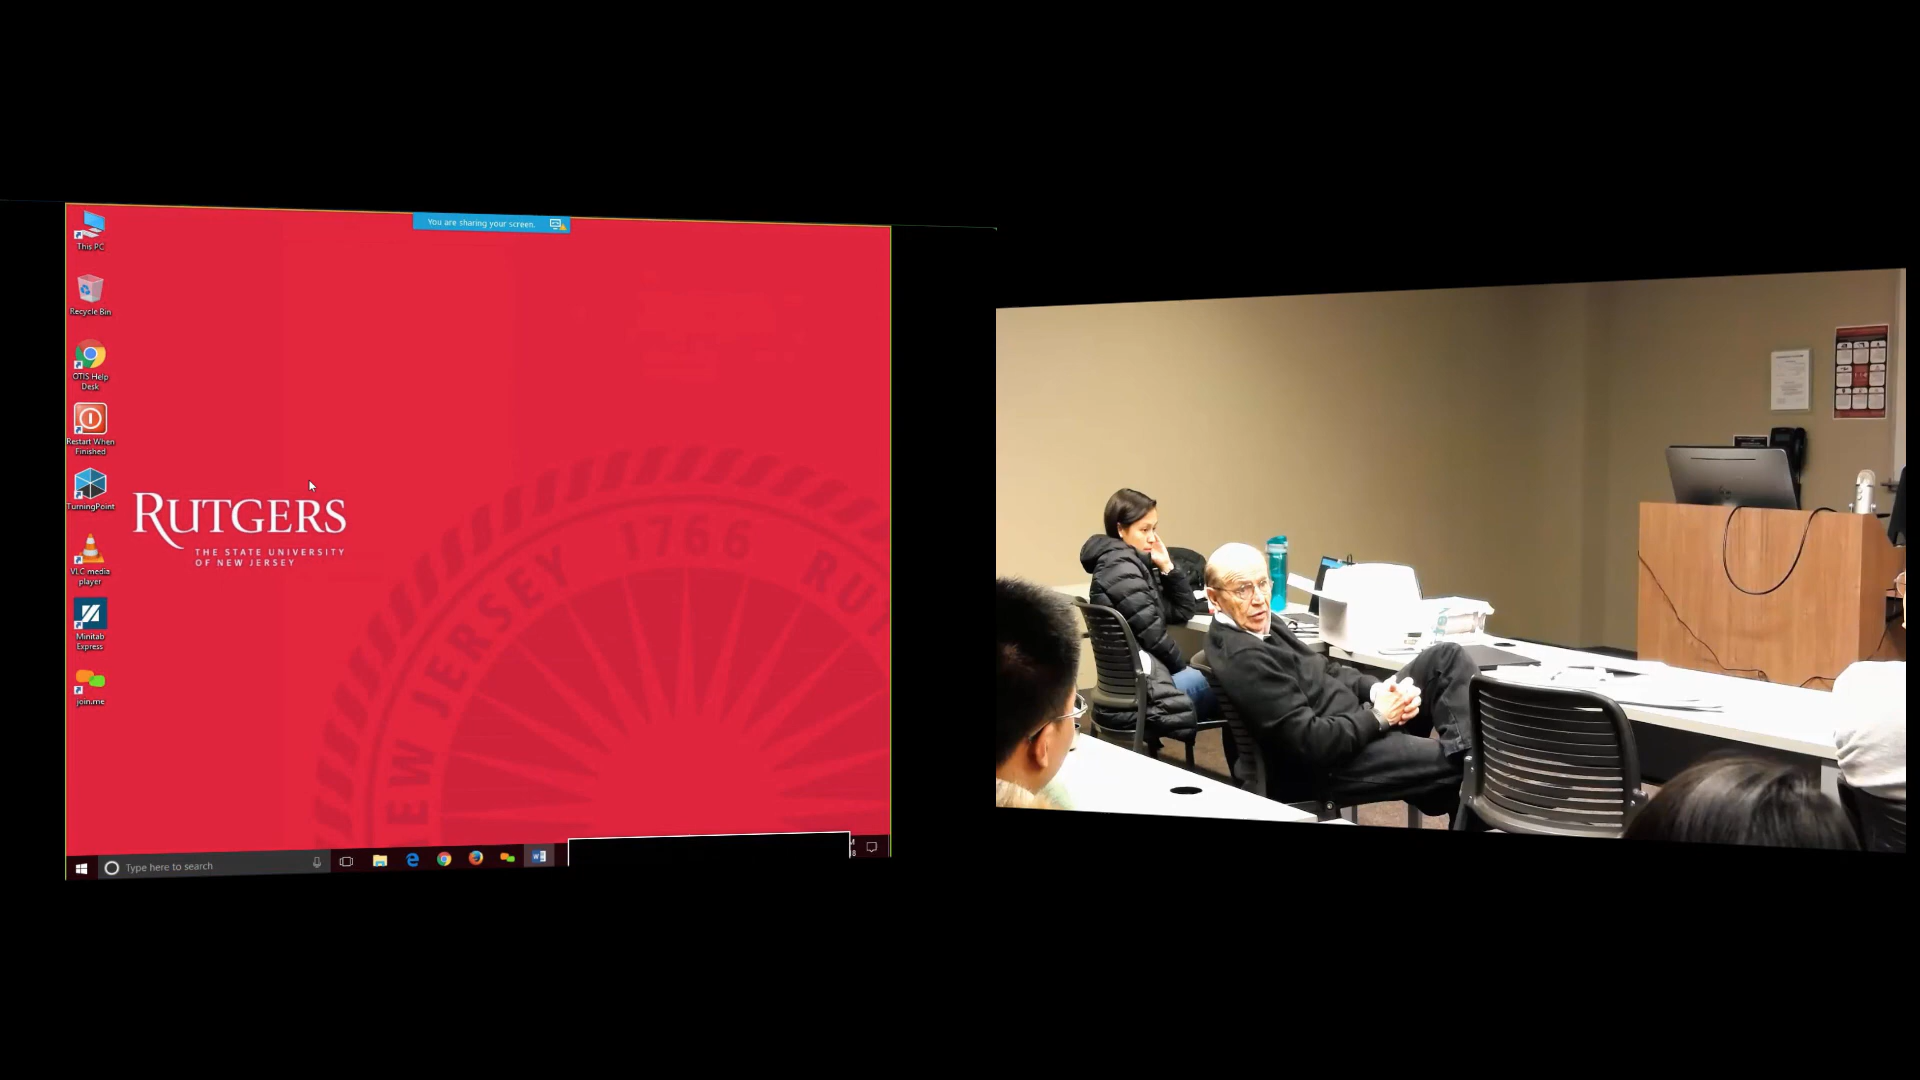 You are sharing your screen.
This PC
Recycle Bin
OTIS Help
Desk
Restart When
Finished
TurningPoint
VLC media
player
Minitab
Express
join.me
RUTGERS
THE STATE UNIVERSITY
OF NEW JERSEY
1766
RU
NEW JERSEY
Type here to search